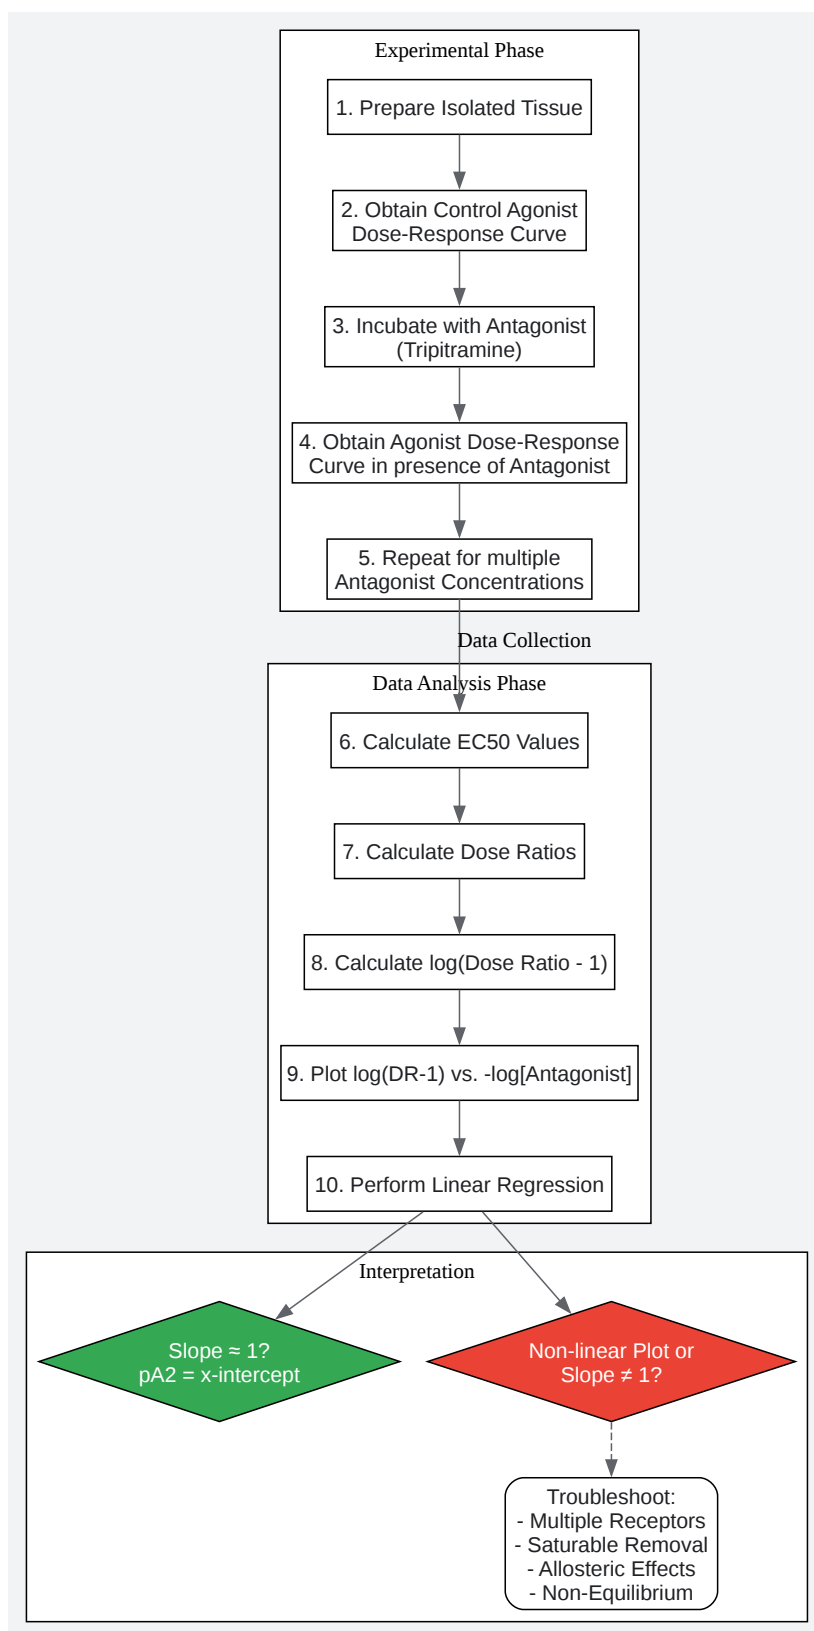 Experimental Phase
1. Prepare Isolated Tissue
2. Obtain Control Agonist
Dose-Response Curve
3. Incubate with Antagonist
(Tripitramine)
4. Obtain Agonist Dose-Response
Curve in presence of Antagonist
5. Repeat for multiple
Antagonist Concentrations
Data Collection
Data Analysis Phase
6. Calculate EC50 Values
7. Calculate Dose Ratios
8. Calculate log(Dose Ratio - 1)
9. Plot log(DR-1) vs. -log[Antagonist]
10. Perform Linear Regression
Interpretation
Slope ≈ 1?
pA2 = x-intercept
Non-linear Plot or
Slope ≠ 1?
Troubleshoot:
- Multiple Receptors
- Saturable Removal
- Allosteric Effects
- Non-Equilibrium